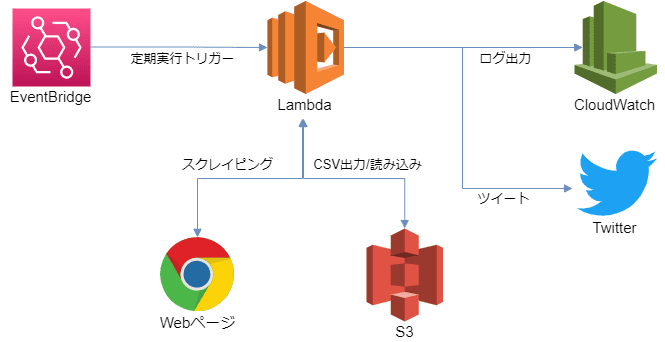 定期実行トリガー
ログ出力
EventBridge
Lambda
CloudWatch
スクレイピング
CSV出力/読み込み
ツイート
Twitter
Webページ
S3